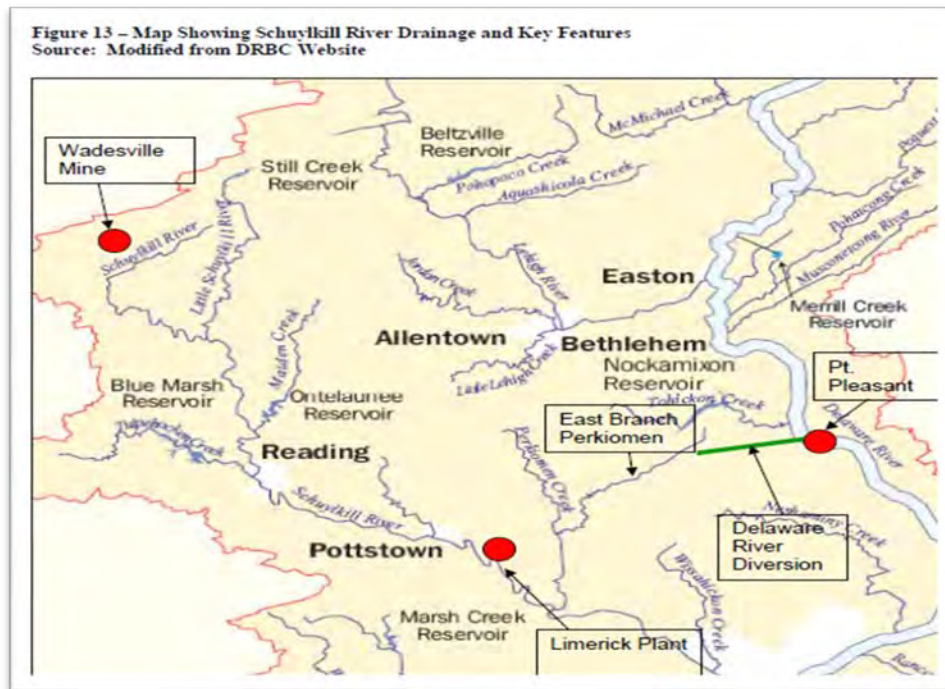 Figure 13 – Map Showing Schuylkill River Drainage and Key Features
Source: Modified from DRBC Website
McMichael Creek
Beltzville
Reservoir
Wadesville
Mine
Still Creek
Reservoir
Pohopoco Creek
Aquashicola Creek
Pohatcong Creek
Musconetcong River
Schuylkill River
Little Schuylkill River
Lehigh River
Jordan Creek
Easton
Merrill Creek
Reservoir
Allentown
Bethlehem
Maiden Creek
Little Lehigh Creek
Nockamixon
Reservoir
Pt.
Pleasant
Blue Marsh
Reservoir
Ontelaunee
Reservoir
Tohickon Creek
East Branch
Perkiomen
Delaware River
Tulpehocken Creek
Reading
Perkiomen Creek
Schuylkill River
Neshaminy Creek
Delaware
River
Diversion
Pottstown
Wissahickon Creek
Marsh Creek
Reservoir
Limerick Plant